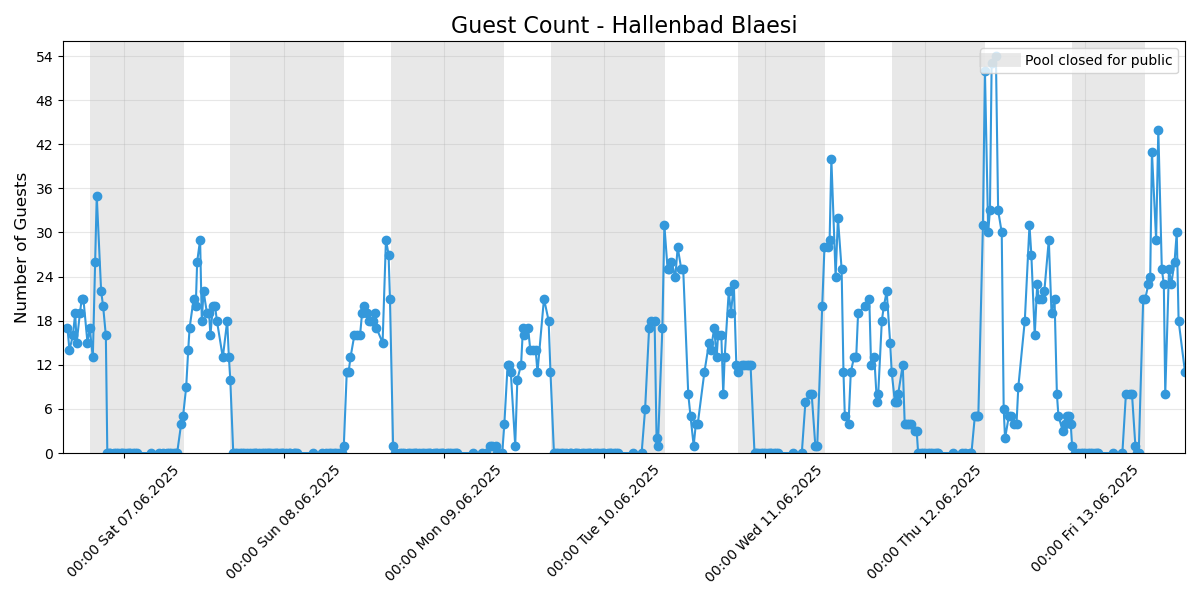 Guest Count - Hallenbad Blaesi
Pool closed for public
Number of Guests
54
48
42
36
30
24
18
12
6
0
00:00 Sat 07.06.2025
00:00 Sun 08.06.2025
00:00 Mon 09.06.2025
00:00 Tue 10.06.2025
00:00 Wed 11.06.2025
00:00 Thu 12.06.2025
00:00 Fri 13.06.2025